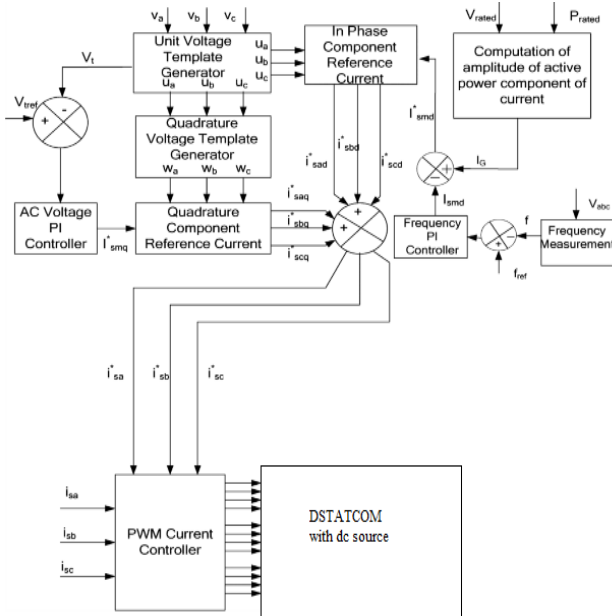 va vb vc
Vrated
Prated
Unit Voltage
Template
Generator
ua
ub
uc
In Phase
Component
Reference
Current
Computation of
amplitude of active
power component of
current
Vt
Vtref
+
-
ua ub uc
Quadrature
Voltage Template
Generator
wa wb wc
I*smd
i*sad
i*sbd
i*scd
IG
+
−
Ismd
AC Voltage
PI
Controller
I*smq
Quadrature
Component
Reference Current
i*saq
i*sbq
i*scq
+
+
Frequency
PI
Controller
−
+
f
fref
Vabc
Frequency
Measurement
i*sa
i*sb
i*sc
isa
isb
isc
PWM Current
Controller
DSTATCOM
with dc source